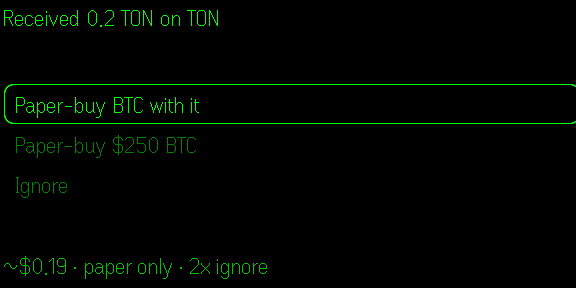 Received 0.2 TON on TON
Paper-buy BTC with it
Paper-buy $250 BTC
Ignore
~$0.19 · paper only · 2x ignore